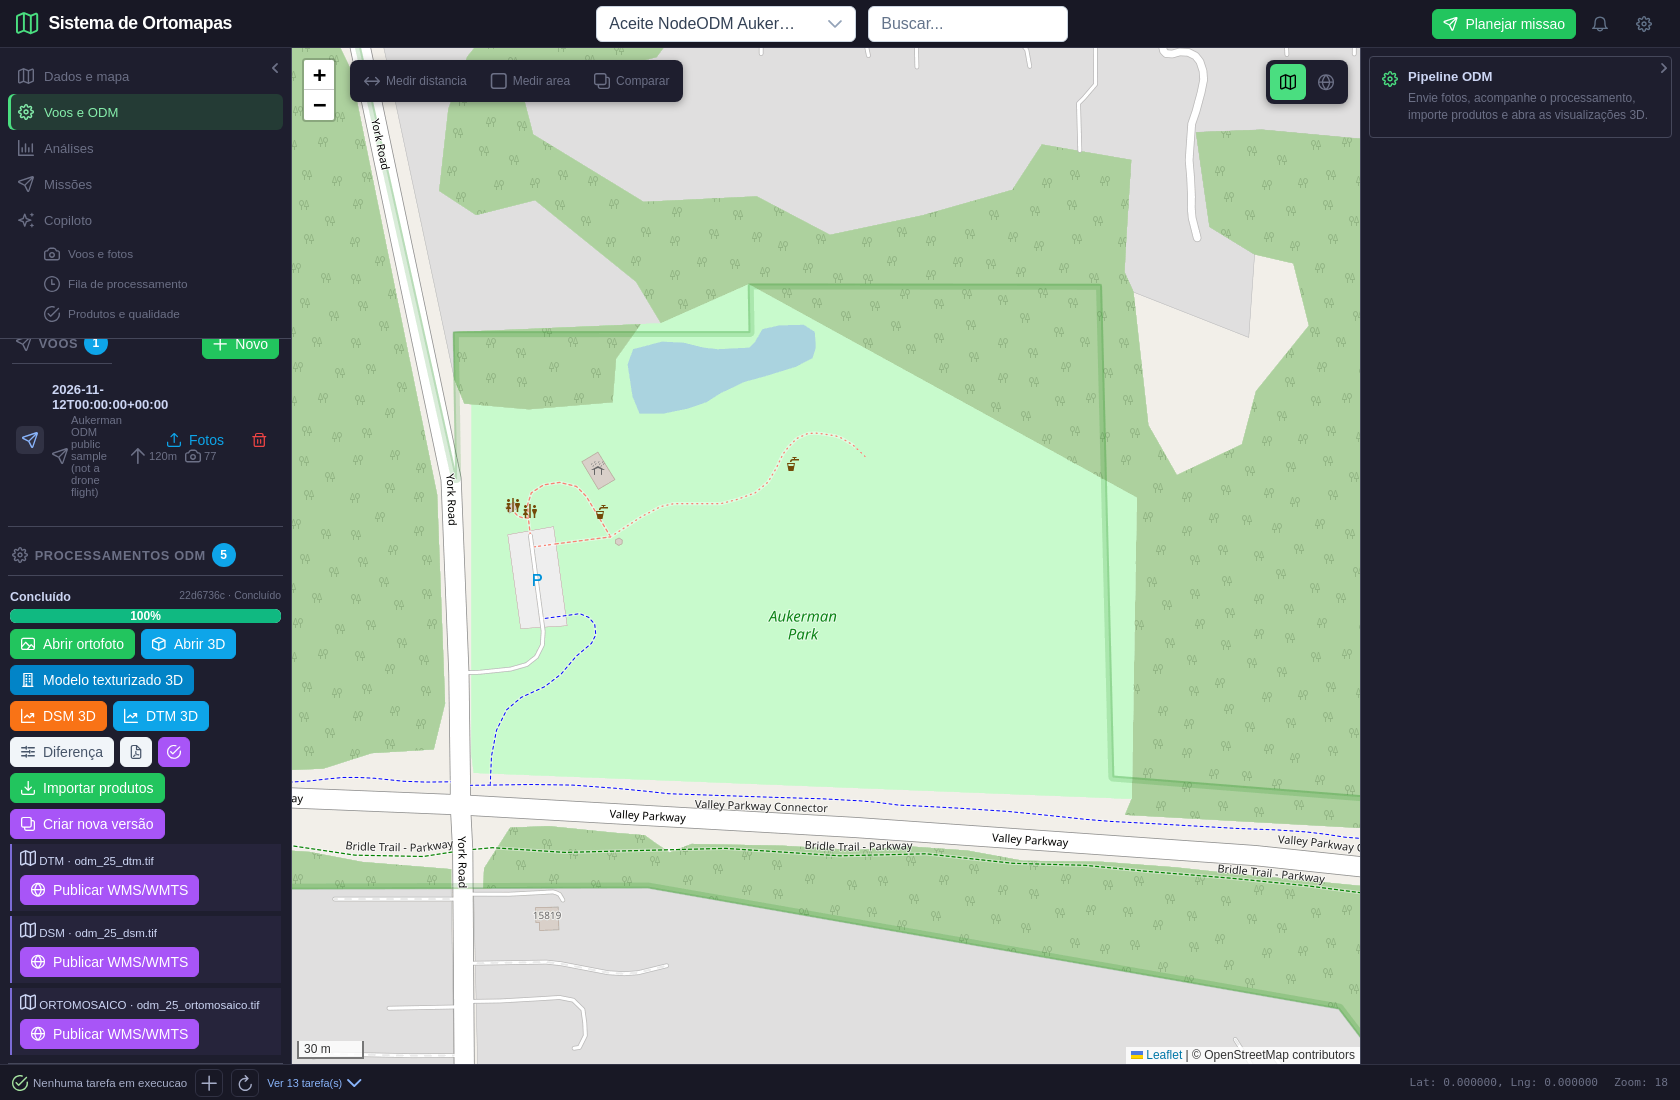 Sistema de Ortomapas
Aceite NodeODM Auker…
Buscar...
Planejar missao
Dados e mapa
Voos e ODM
Análises
Missões
Copiloto
Voos e fotos
Fila de processamento
Produtos e qualidade
VOOS 1
Novo
2026-11-
12T00:00:00+00:00
Aukerman
ODM
public
sample
(not a
drone
flight)
120m
77
Fotos
PROCESSAMENTOS ODM 5
Concluído
22d6736c · Concluído
100%
Abrir ortofoto
Abrir 3D
Modelo texturizado 3D
DSM 3D
DTM 3D
Diferença
Importar produtos
Criar nova versão
DTM · odm_25_dtm.tif
Publicar WMS/WMTS
DSM · odm_25_dsm.tif
Publicar WMS/WMTS
ORTOMOSAICO · odm_25_ortomosaico.tif
Publicar WMS/WMTS
+
−
Medir distancia
Medir area
Comparar
York Road
York Road
P
Aukerman
Park
ay
Valley Parkway Connector
Valley Parkway
Valley Parkway
Valley Parkway C
Bridle Trail - Parkway
Bridle Trail - Parkway
Bridle Trail - Parkway
York Road
15819
30 m
Leaflet | © OpenStreetMap contributors
Pipeline ODM
Envie fotos, acompanhe o processamento,
importe produtos e abra as visualizações 3D.
Nenhuma tarefa em execucao
Ver 13 tarefa(s)
Lat: 0.000000, Lng: 0.000000
Zoom: 18